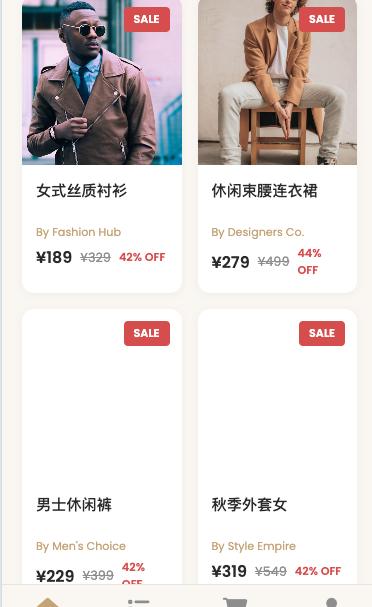 SALE
SALE
女式丝质衬衫
休闲束腰连衣裙
By Fashion Hub
By Designers Co.
¥189 ¥329 42% OFF
¥279 ¥499 44%
OFF
SALE
SALE
男士休闲裤
秋季外套女
By Men's Choice
By Style Empire
¥229 ¥399 42%
OFF
¥319 ¥549 42% OFF